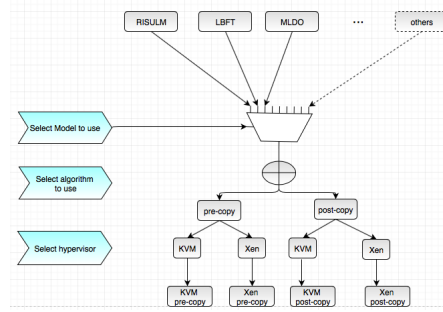 RISULM
LBFT
MLDO
...
others
Select Model to use
Select algorithm
to use
pre-copy
post-copy
Select hypervisor
KVM
Xen
KVM
Xen
KVM
pre-copy
Xen
pre-copy
KVM
post-copy
Xen
post-copy